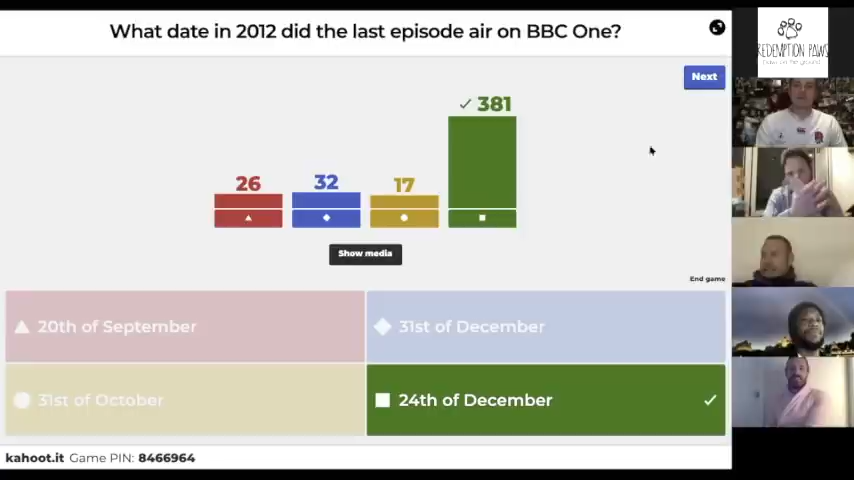 What date in 2012 did the last episode air on BBC One?
REDEMPTION PAWS
Next
381
26
32
17
Show media
End game
20th of September
31st of December
31st of October
24th of December
kahoot.it Game PIN: 8466964